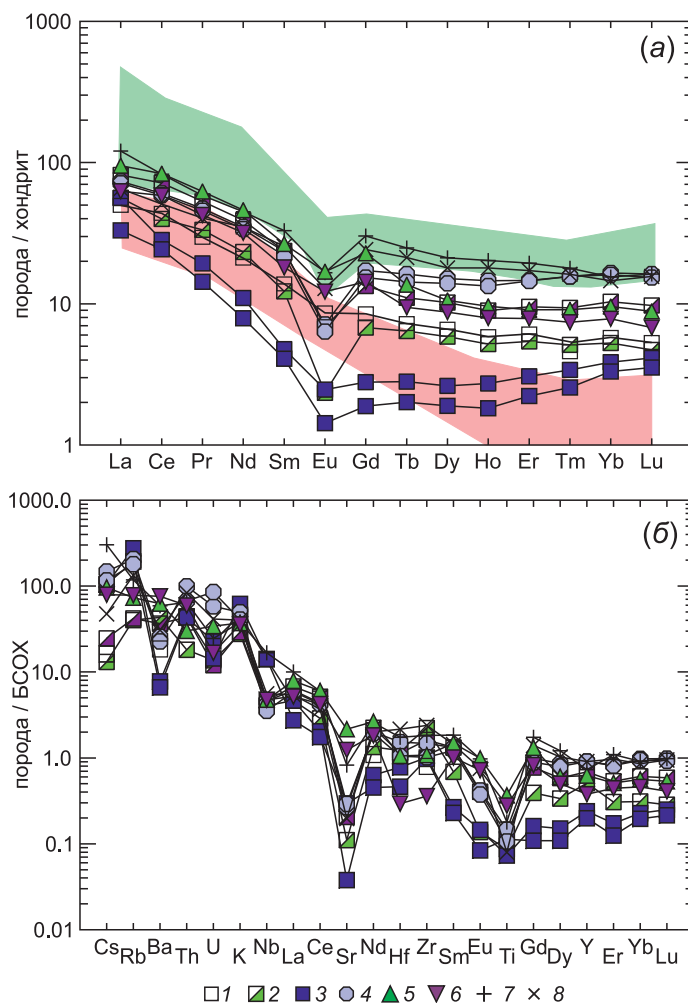 (а)
1000
100
10
1
порода / хондрит
La Ce Pr Nd Sm Eu Gd Tb Dy Ho Er Tm Yb Lu
(б)
1000.0
100.0
10.0
1.0
0.1
0.01
порода / БСОХ
Cs Rb Ba Th U K Nb La Ce Sr Nd Hf Zr Sm Eu Ti Gd Dy Y Er Yb Lu
1 2 3 4 5 6 7 8